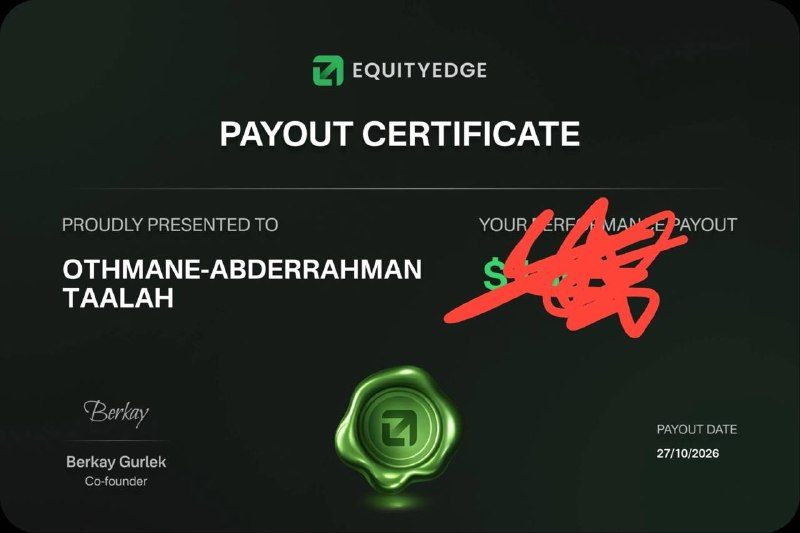 EQUITYEDGE
PAYOUT CERTIFICATE
PROUDLY PRESENTED TO
YOUR PERFORMANCE PAYOUT
OTHMANE-ABDERRAHMAN
TAALAH
$
Berkay
Berkay Gurlek
Co-founder
PAYOUT DATE
27/10/2026